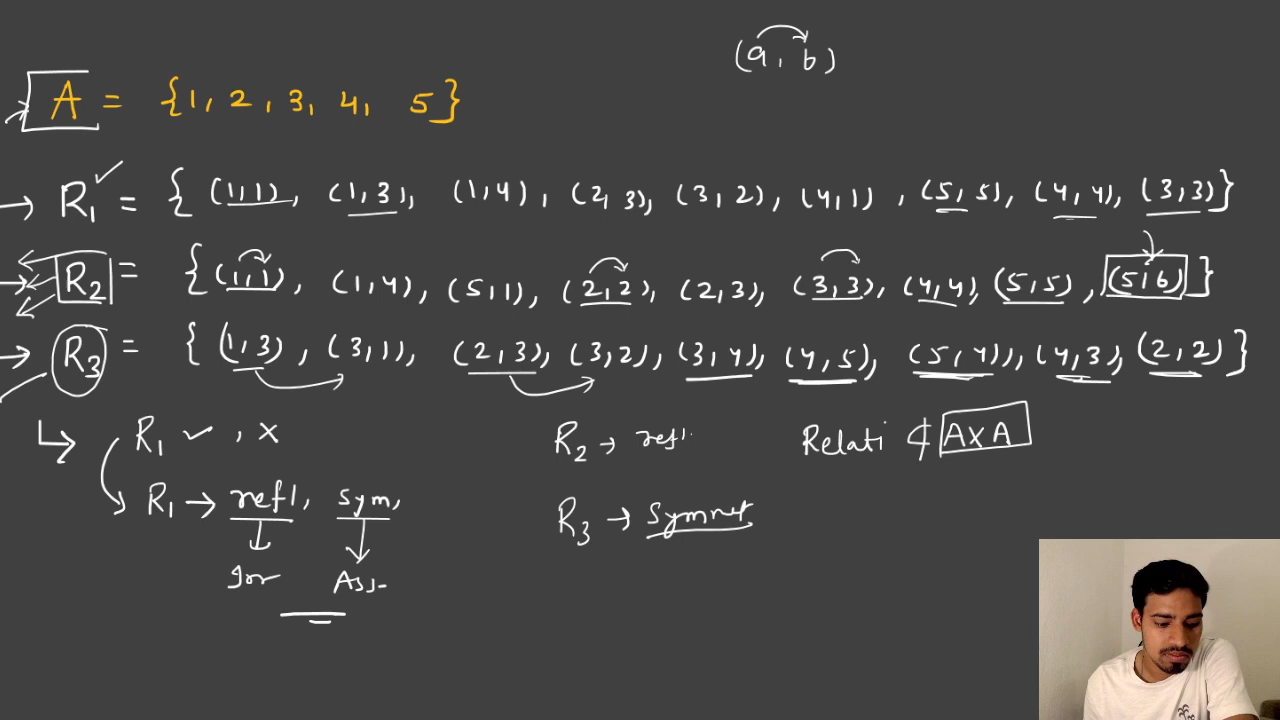 (a, b)
A = {1, 2, 3, 4, 5}
→ R₁ ✓ = { (1,1), (1,3), (1,4), (2,3), (3,2), (4,1), (5,5), (4,4), (3,3)}
→ R2 = {(1,1), (1,4), (5,1), (2,2), (2,3), (3,3), (4,4), (5,5), (5,6)}
→ R3 = { (1,3), (3,1), (2,3), (3,2), (3,4), (4,5), (5,4), (4,3), (2,2) }
↳ R₁ ✓, × R2 → refl. Relati ⊄ A×A
R₁ → refl, sym, R3 → Symmet
↓ ↓
Irr Ass-